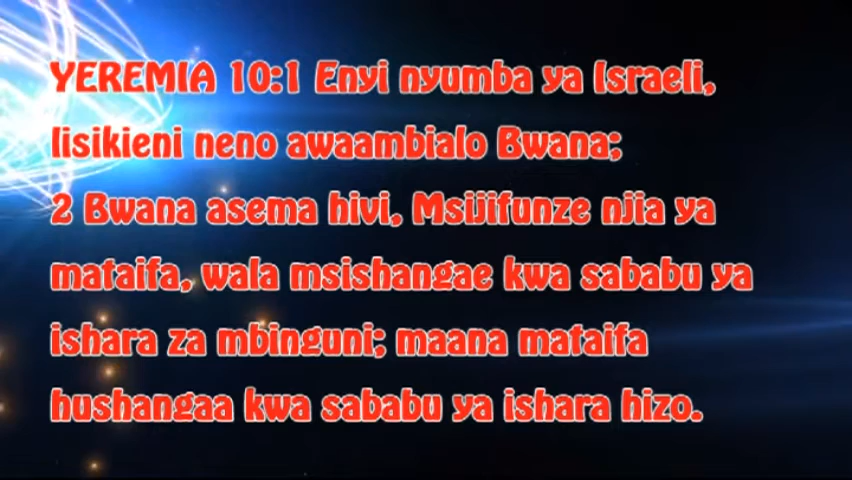 YEREMIA 10:1 Enyi nyumba ya Israeli,
lisikieni neno awaambialo Bwana;
2 Bwana asema hivi, Msijifunze njia ya
mataifa, wala msishangae kwa sababu ya
ishara za mbinguni; maana mataifa
hushangaa kwa sababu ya ishara hizo.